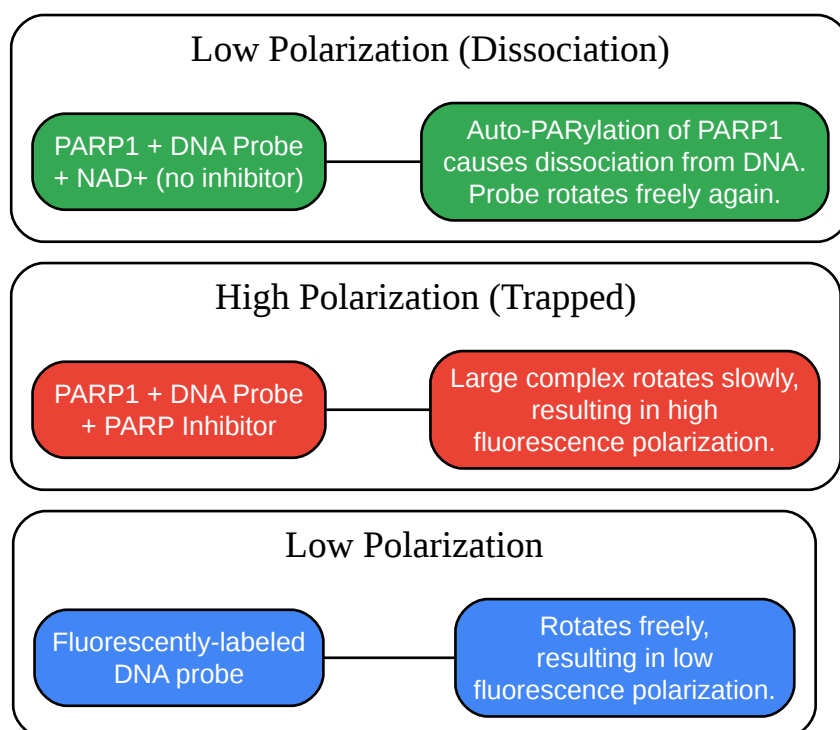 Low Polarization (Dissociation)
PARP1 + DNA Probe
+ NAD+ (no inhibitor)
Auto-PARylation of PARP1
causes dissociation from DNA.
Probe rotates freely again.
High Polarization (Trapped)
PARP1 + DNA Probe
+ PARP Inhibitor
Large complex rotates slowly,
resulting in high
fluorescence polarization.
Low Polarization
Fluorescently-labeled
DNA probe
Rotates freely,
resulting in low
fluorescence polarization.